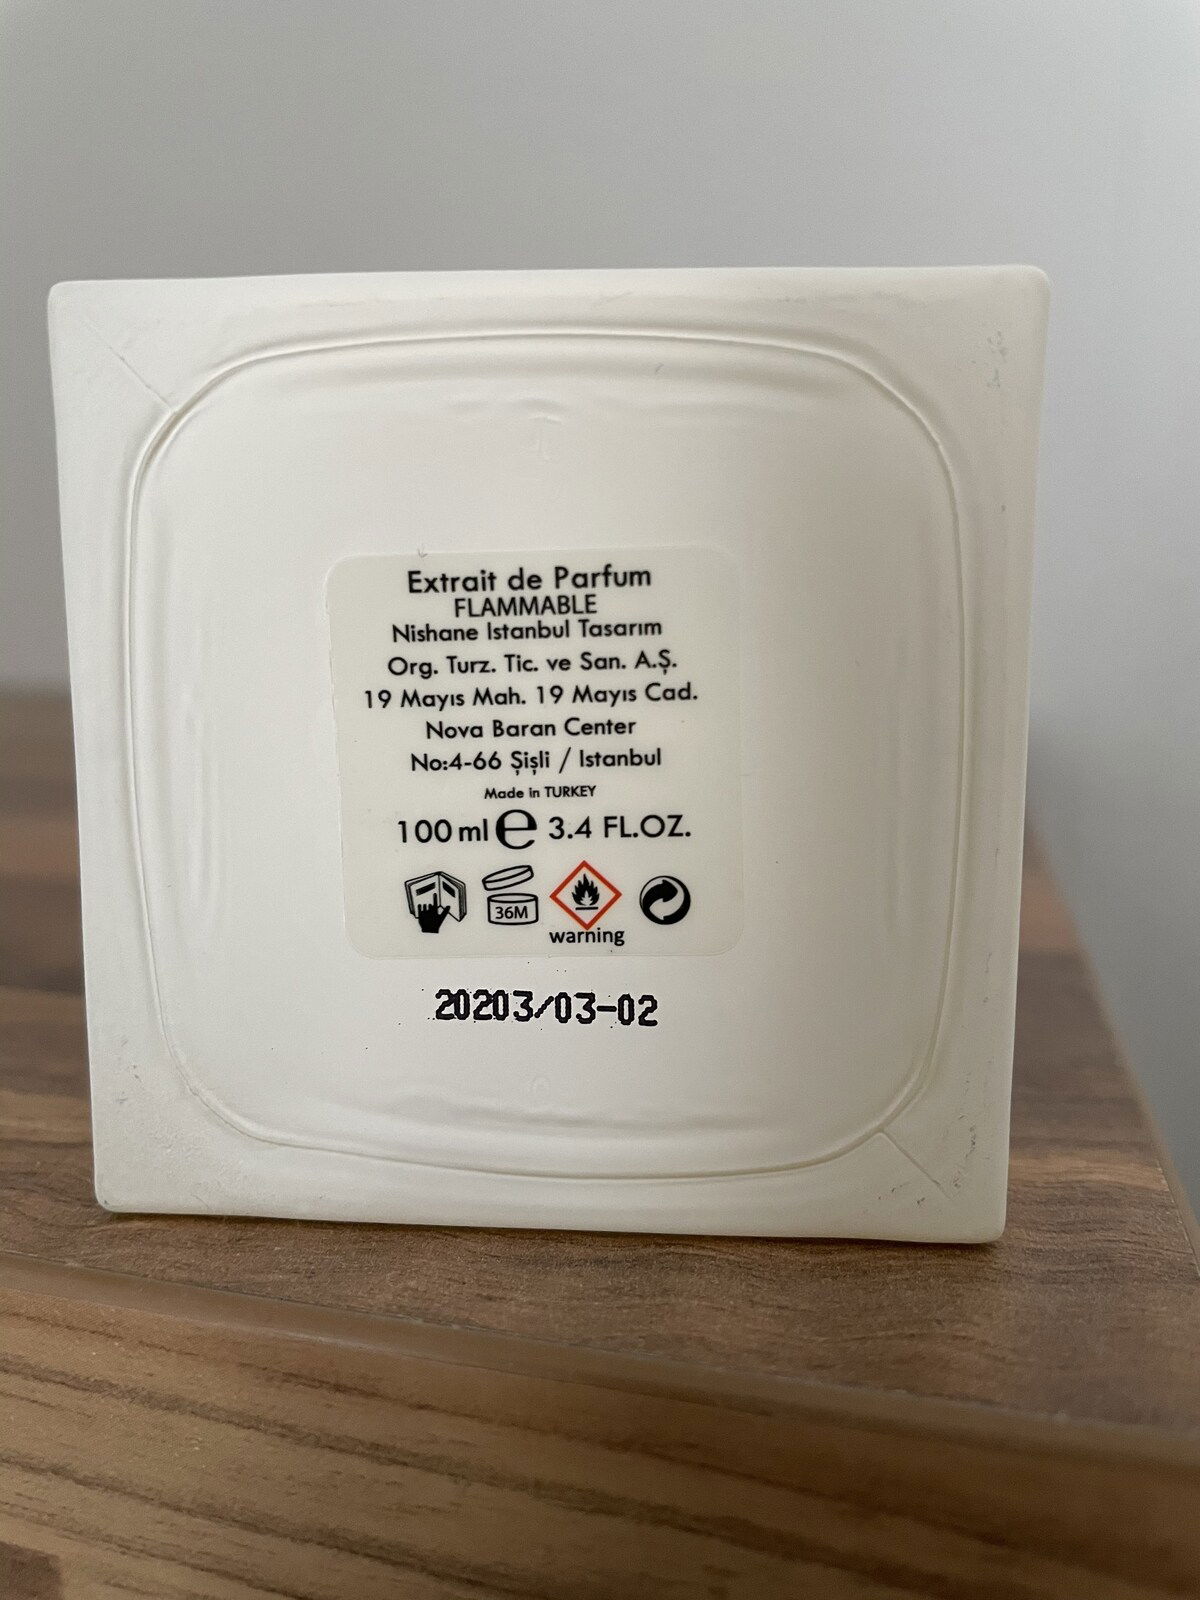 Extrait de Parfum
FLAMMABLE
Nishane Istanbul Tasarım
Org. Turz. Tic. ve San. A.Ş.
19 Mayıs Mah. 19 Mayıs Cad.
Nova Baran Center
No:4-66 Şişli / Istanbul
Made in TURKEY
100 ml ℮ 3.4 FL.OZ.
36M
warning
20203/03-02